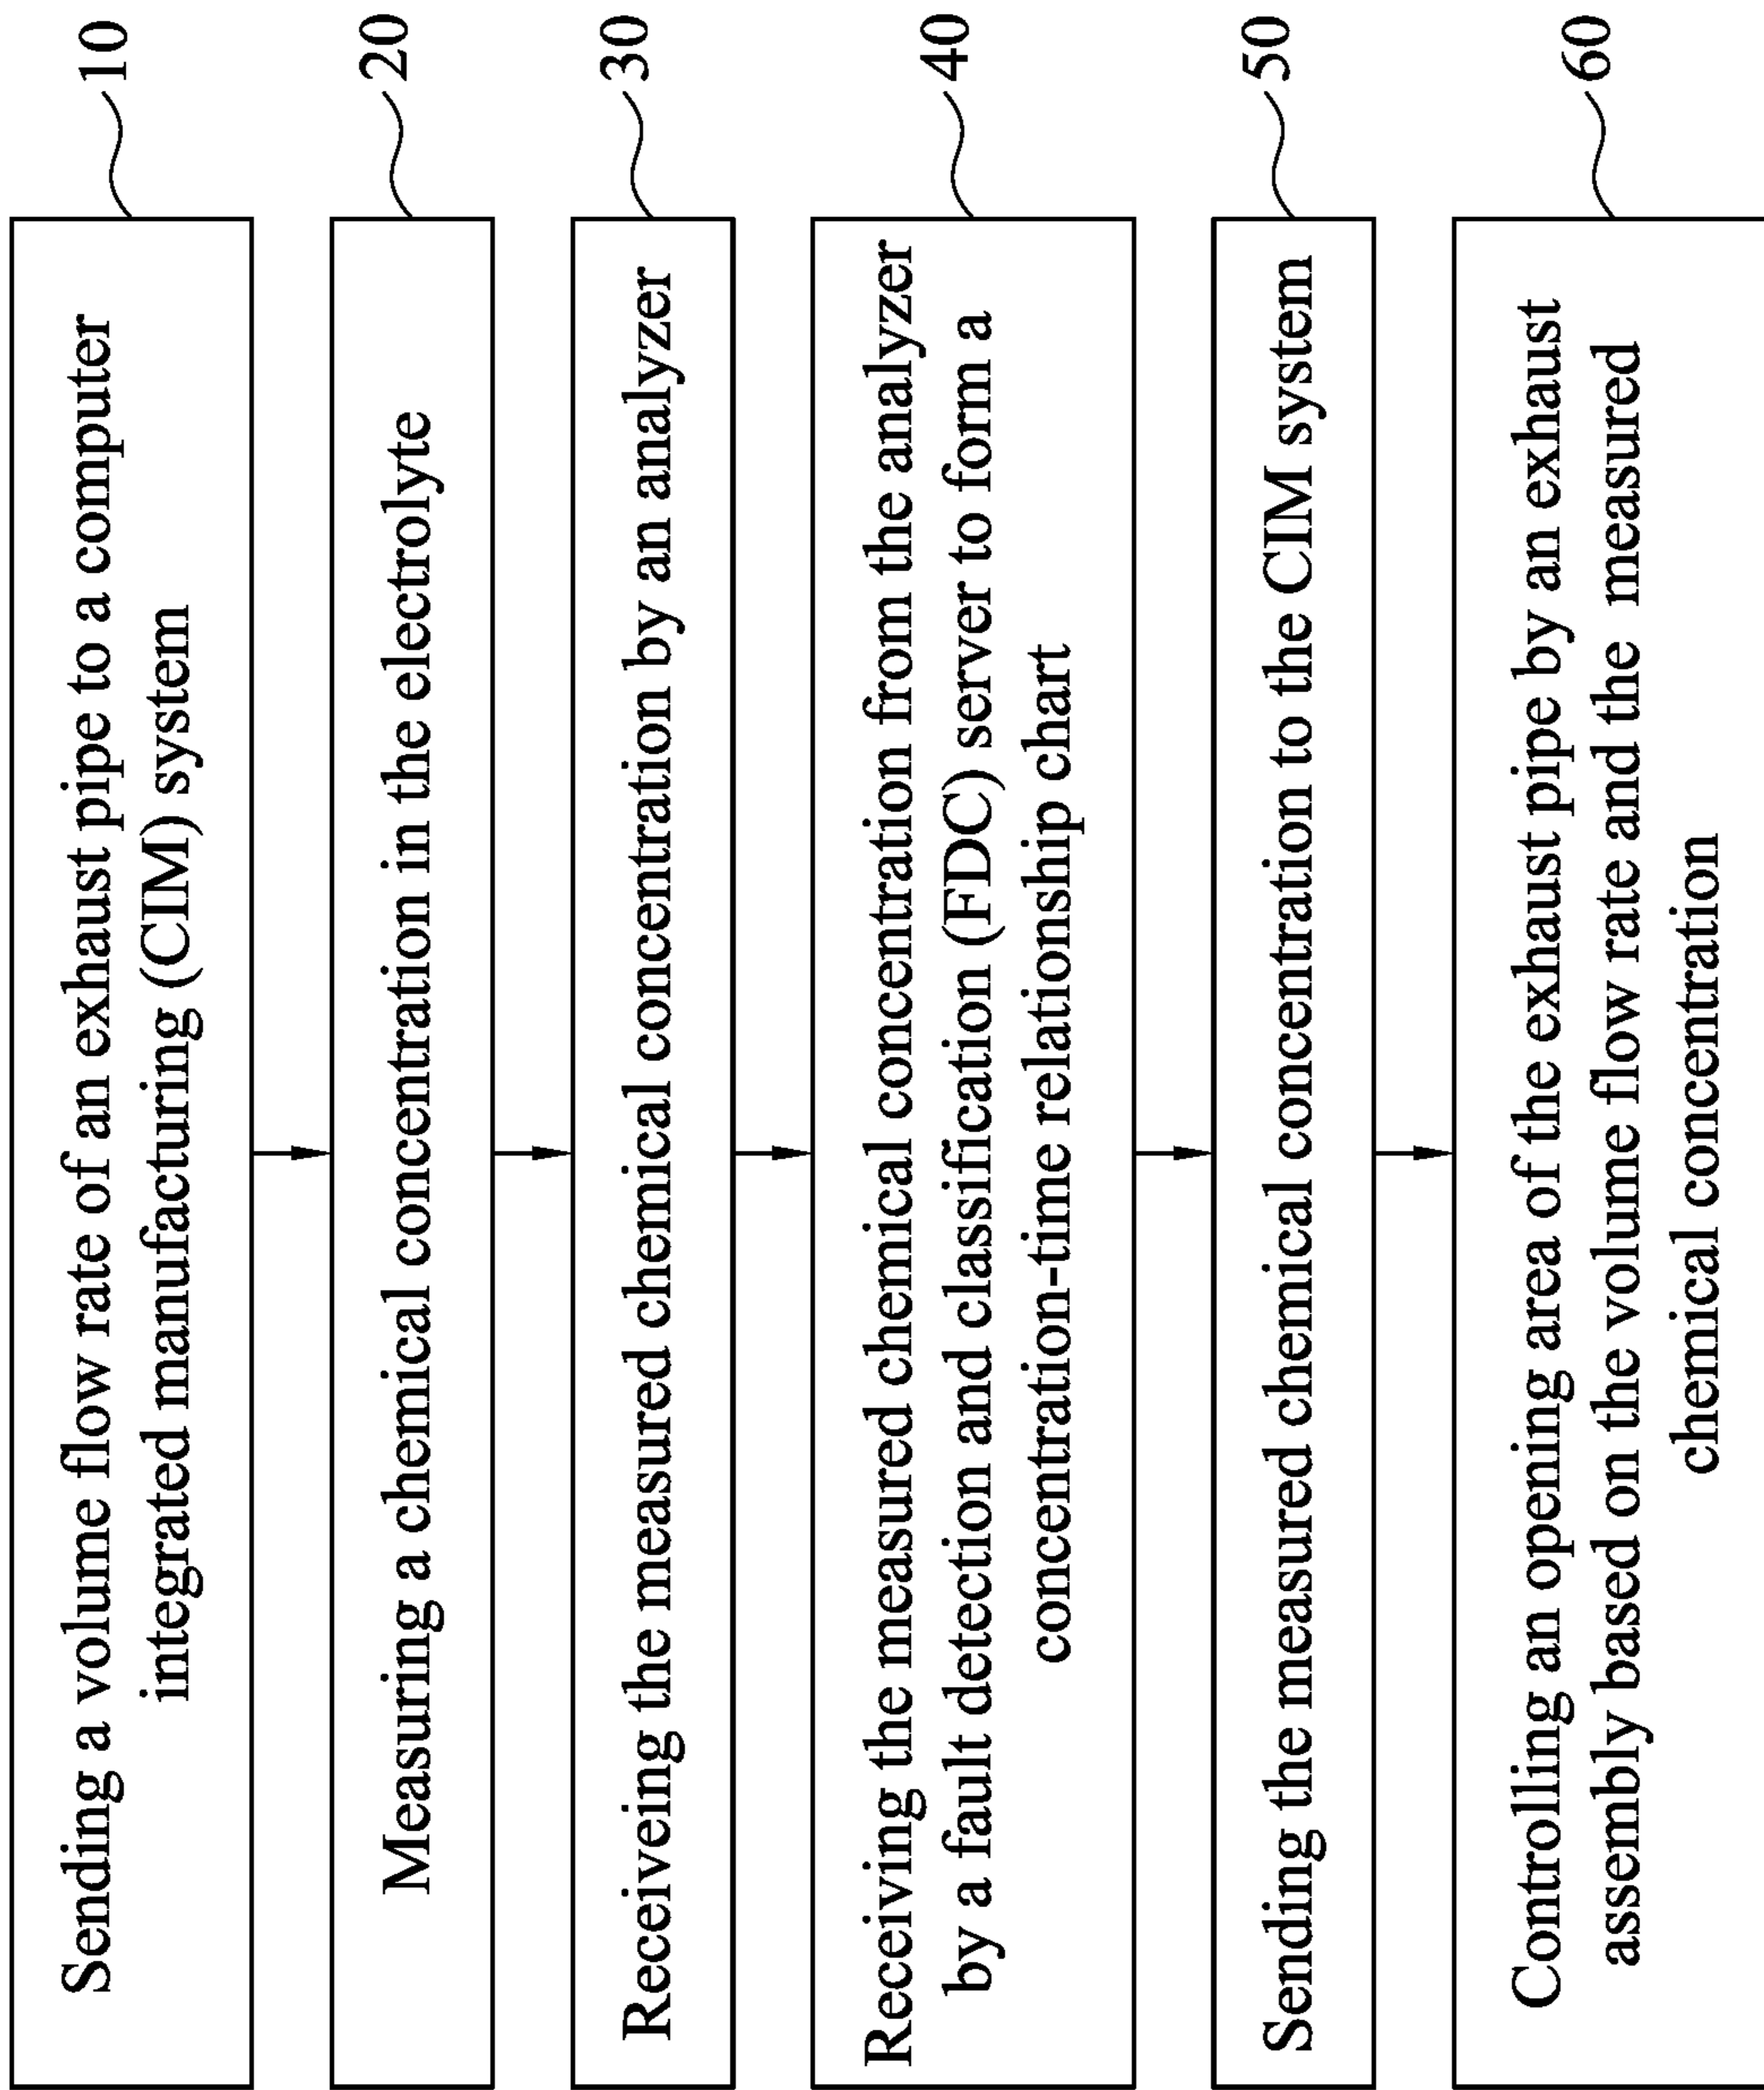 Sending a volume flow rate of an exhaust pipe to a computer
integrated manufacturing (CIM) system
10
Measuring a chemical concentration in the electrolyte
20
Receiveing the measured chemical concentration by an analyzer
30
Receiving the measured chemical concentration from the analyzer
by a fault detection and classification (FDC) server to form a
concentration-time relationship chart
40
Sending the measured chemical concentration to the CIM system
50
Controlling an opening area of the exhaust pipe by an exhaust
assembly based on the volume flow rate and the measured
chemical concentration
60